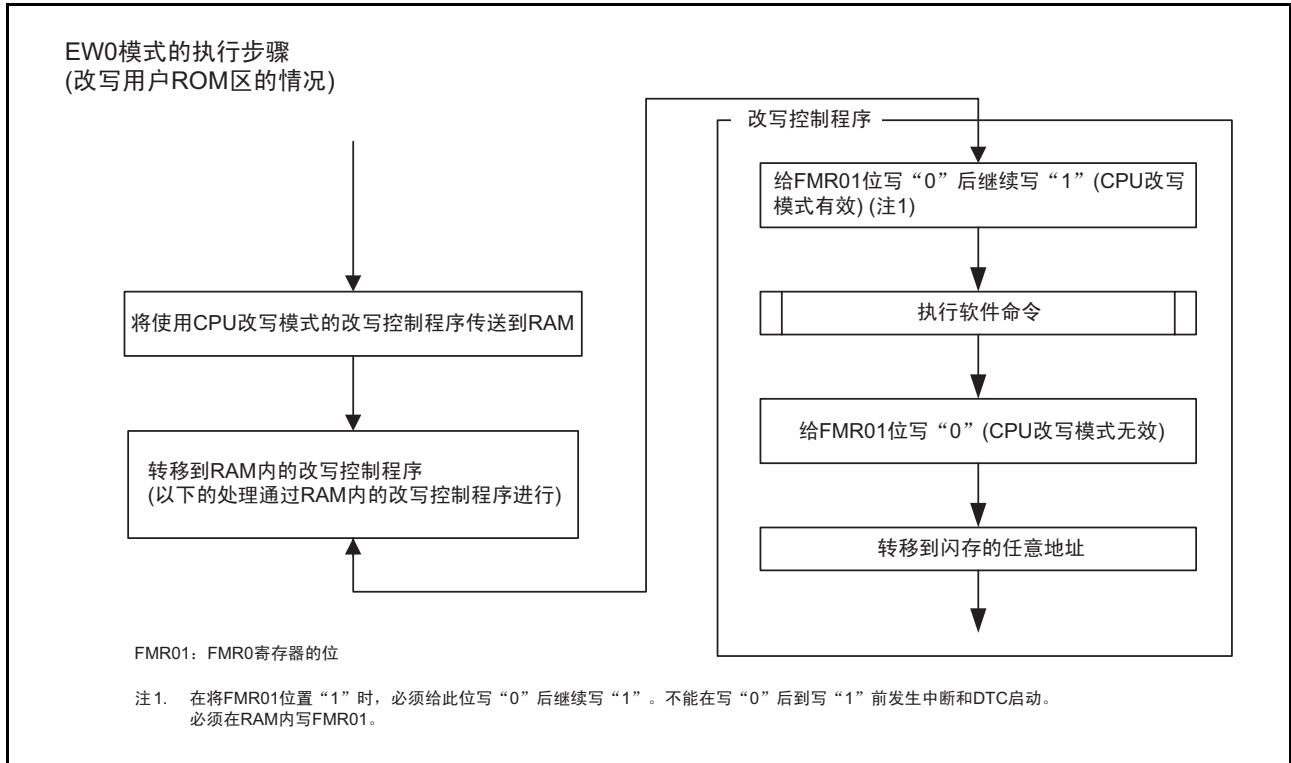 EW0模式的执行步骤
(改写用户ROM区的情况)
将使用CPU改写模式的改写控制程序传送到RAM
转移到RAM内的改写控制程序
(以下的处理通过RAM内的改写控制程序进行)
改写控制程序
给FMR01位写“0”后继续写“1”(CPU改写
模式有效) (注1)
执行软件命令
给FMR01位写“0”(CPU改写模式无效)
转移到闪存的任意地址
FMR01：FMR0寄存器的位
注1. 在将FMR01位置“1”时，必须给此位写“0”后继续写“1”。不能在写“0”后到写“1”前发生中断和DTC启动。
必须在RAM内写FMR01。